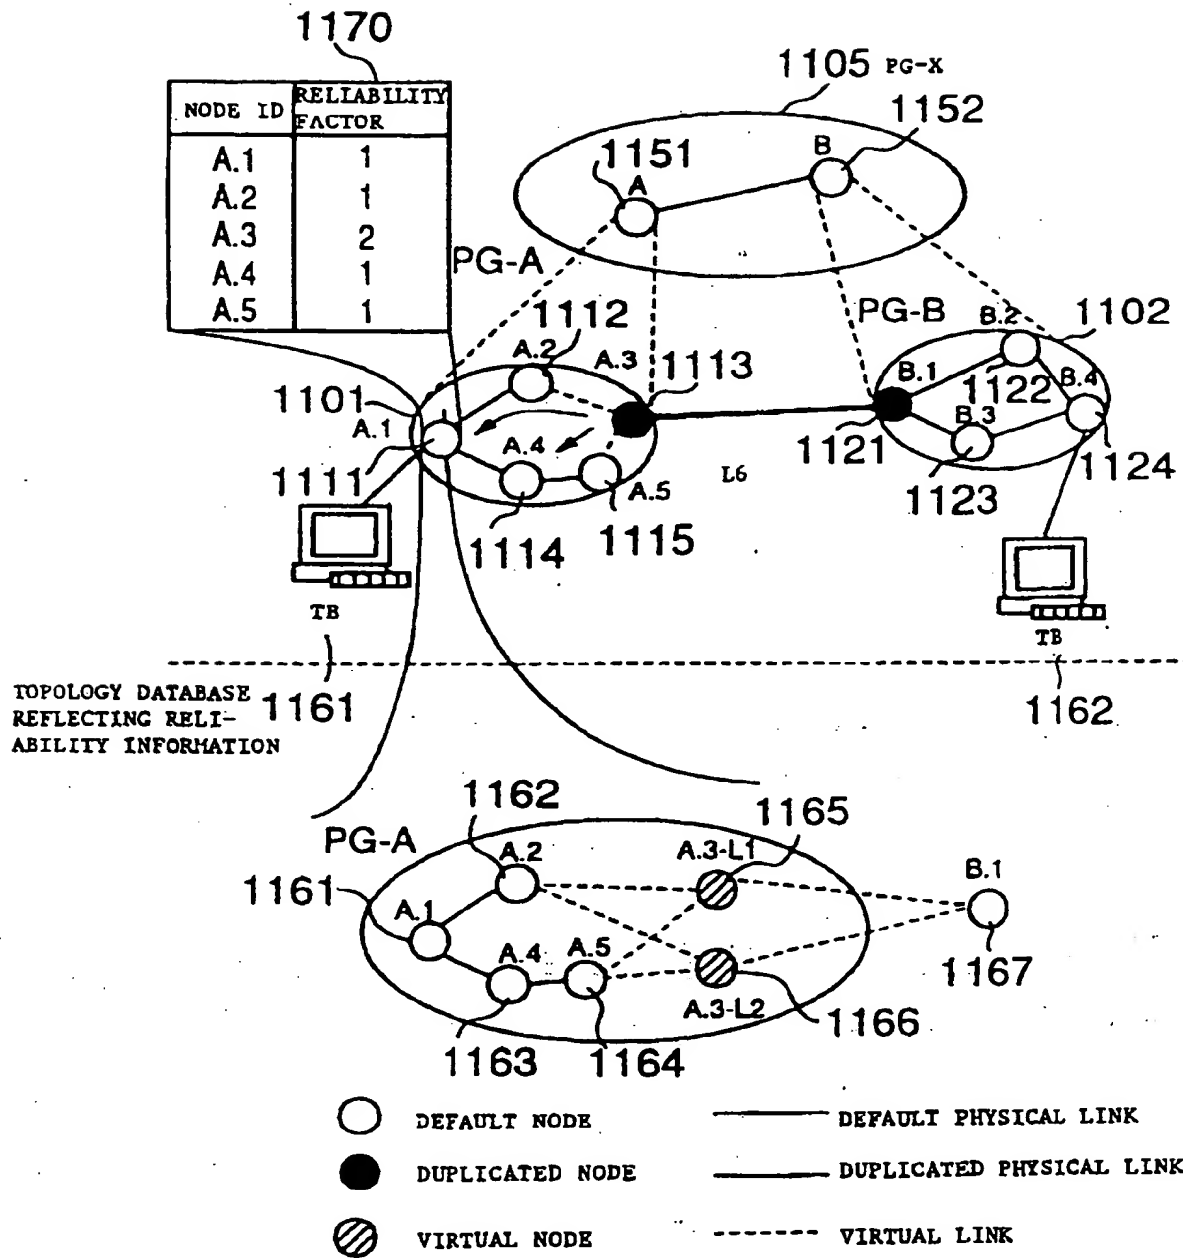 1170
NODE ID
RELIABILITY
FACTOR
A.1 1
A.2 1
A.3 2
A.4 1
A.5 1
1105 PG-X
1152
1151
A
B
PG-A
PG-B
1112
A.2
A.3
1113
1101
A.1
1111
A.4
A.5
1114
1115
L6
B.2
1102
B.1
1122
B.4
B.3
1121
1123
1124
TB
1161
TB
1162
TOPOLOGY DATABASE
REFLECTING RELI-
ABILITY INFORMATION
1162
1165
PG-A
A.2
A.3-L1
B.1
1161
A.1
A.4
A.5
1167
A.3-L2
1166
1163
1164
DEFAULT NODE
DEFAULT PHYSICAL LINK
DUPLICATED NODE
DUPLICATED PHYSICAL LINK
VIRTUAL NODE
VIRTUAL LINK